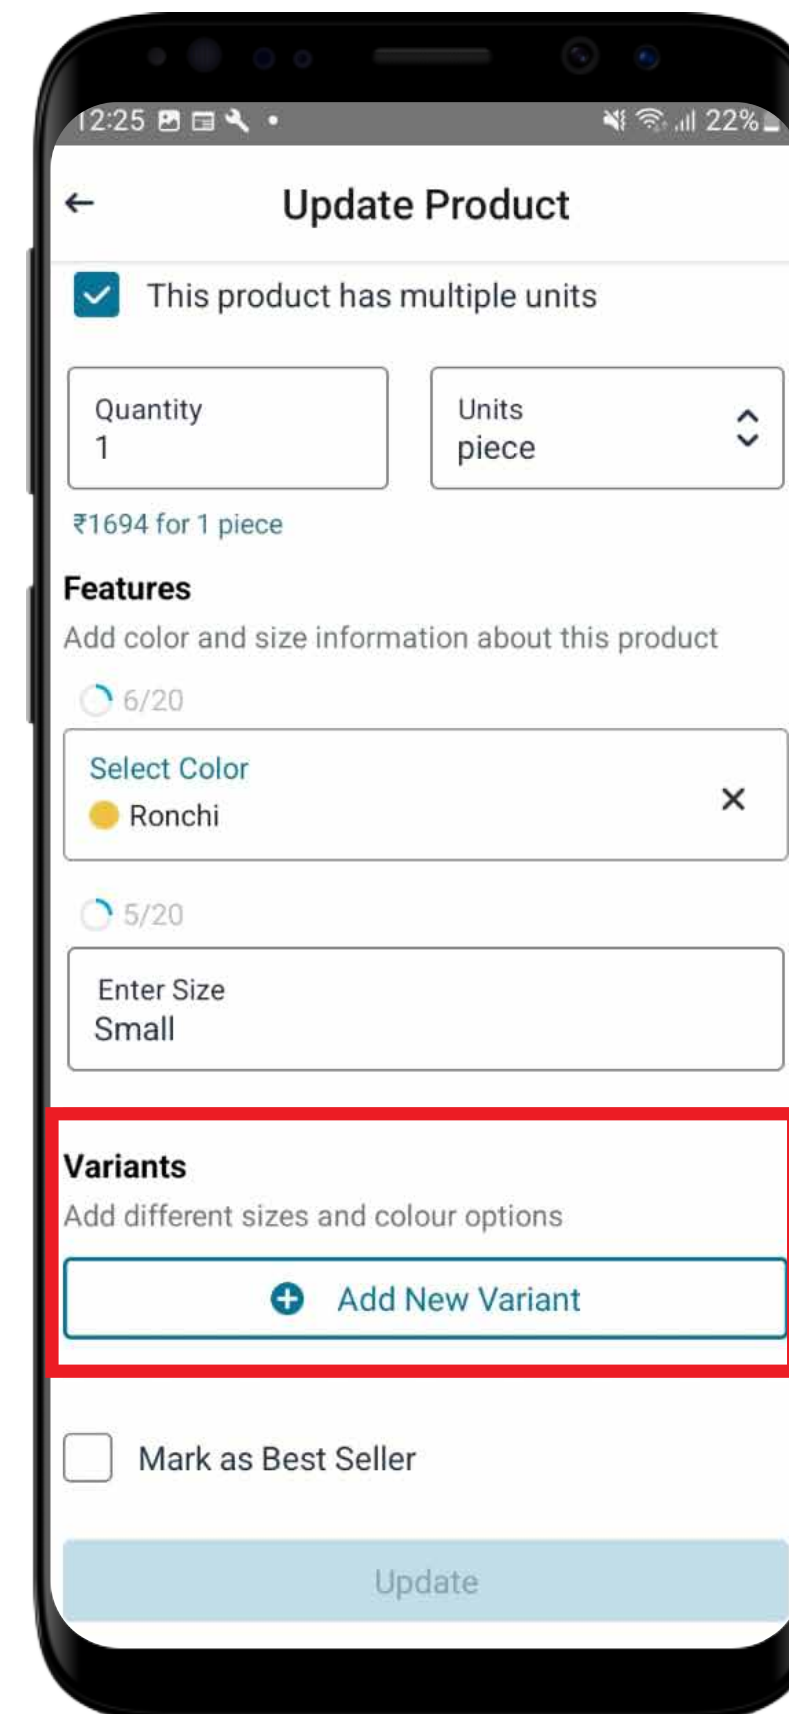 12:25 22%
Update Product
This product has multiple units
Quantity
1
Units
piece
₹1694 for 1 piece
Features
Add color and size information about this product
6/20
Select Color
Ronchi
5/20
Enter Size
Small
Variants
Add different sizes and colour options
Add New Variant
Mark as Best Seller
Update